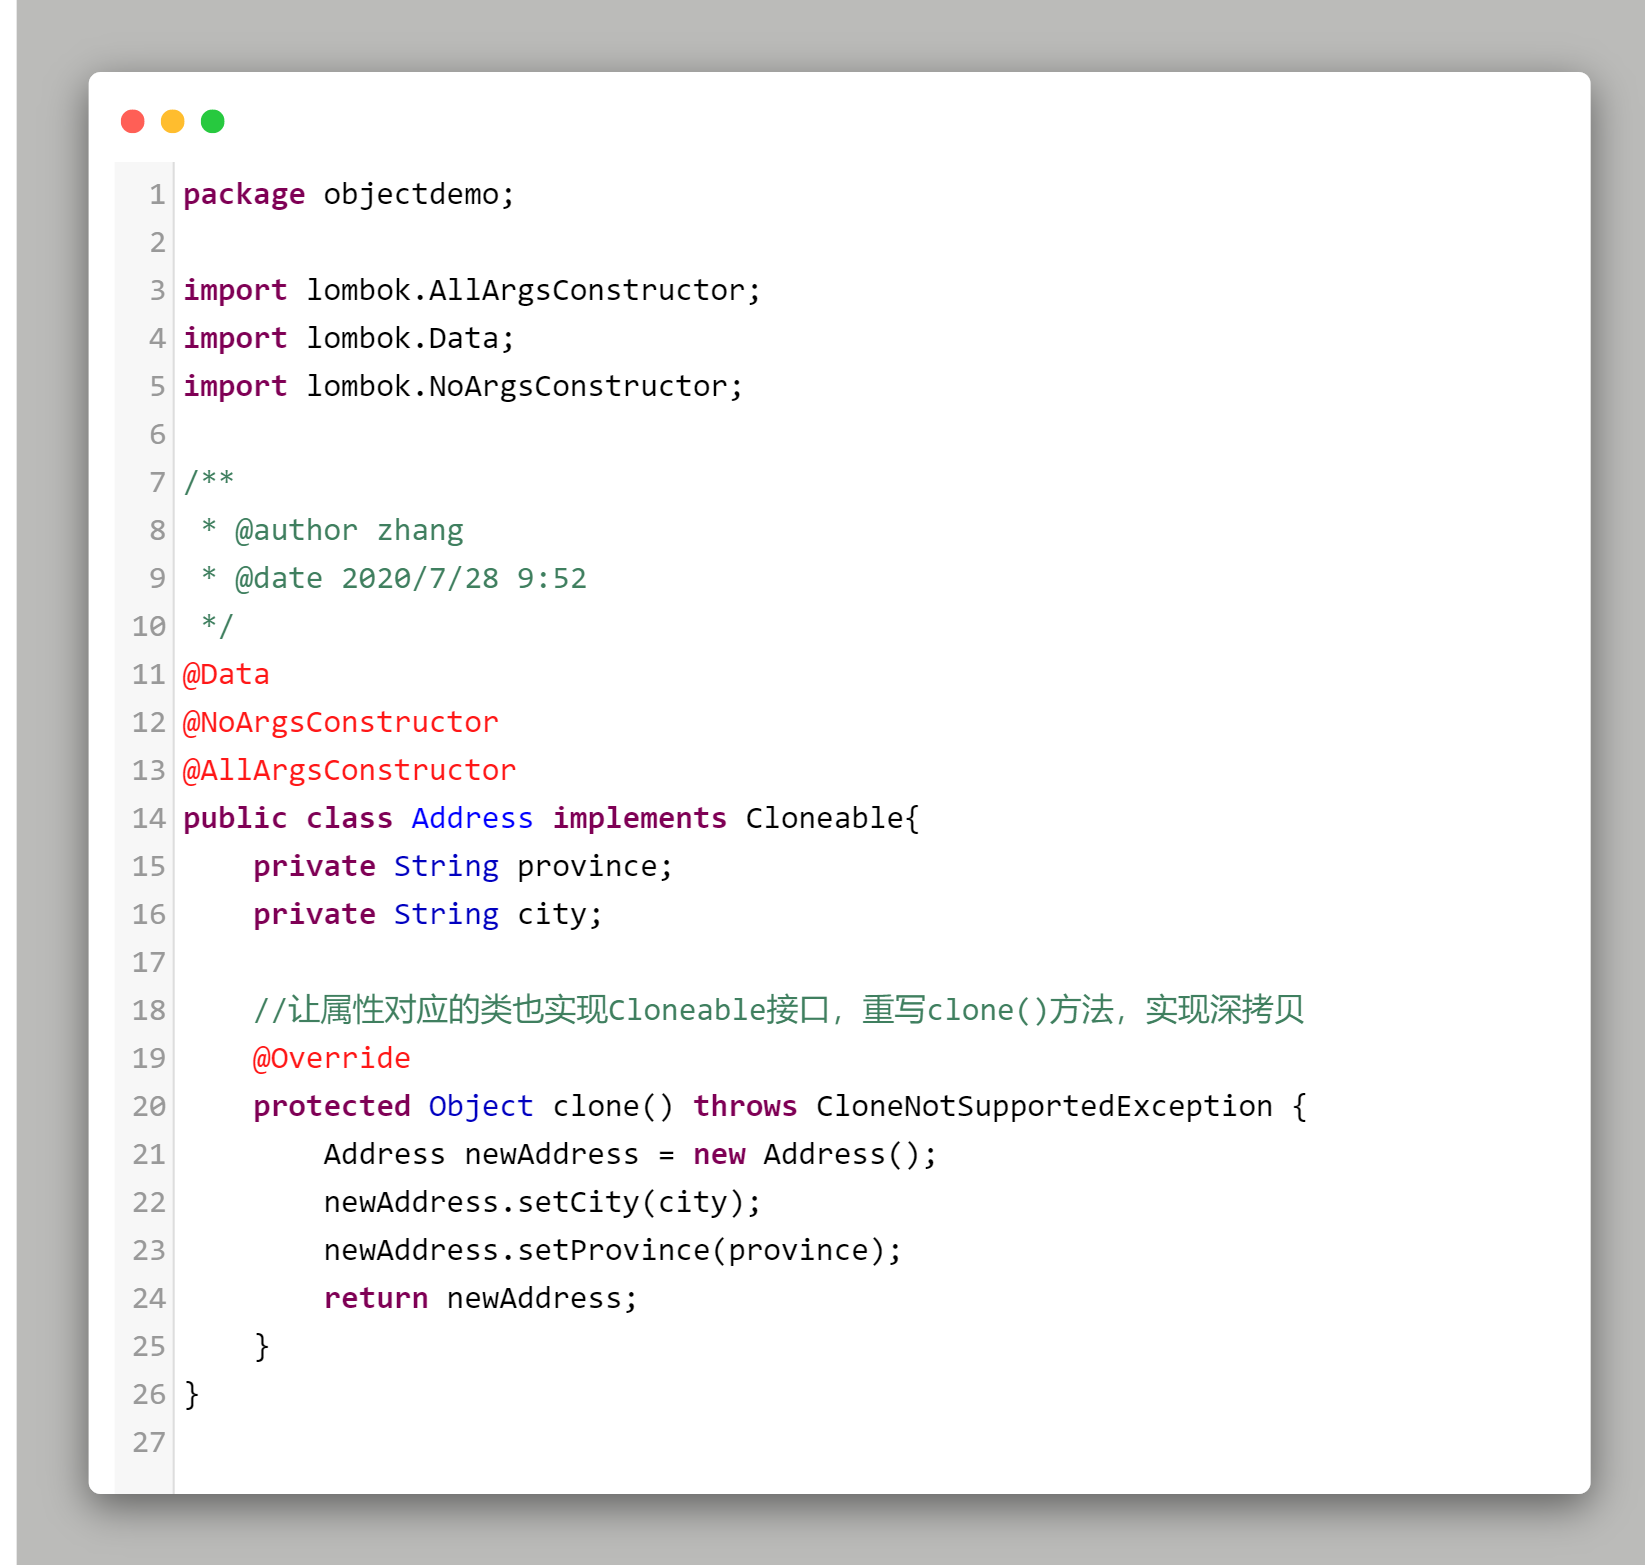 1 package objectdemo;
2
3 import lombok.AllArgsConstructor;
4 import lombok.Data;
5 import lombok.NoArgsConstructor;
6
7 /**
8  * @author zhang
9  * @date 2020/7/28 9:52
10  */
11 @Data
12 @NoArgsConstructor
13 @AllArgsConstructor
14 public class Address implements Cloneable{
15     private String province;
16     private String city;
17
18     //让属性对应的类也实现Cloneable接口，重写clone()方法，实现深拷贝
19     @Override
20     protected Object clone() throws CloneNotSupportedException {
21         Address newAddress = new Address();
22         newAddress.setCity(city);
23         newAddress.setProvince(province);
24         return newAddress;
25     }
26 }
27